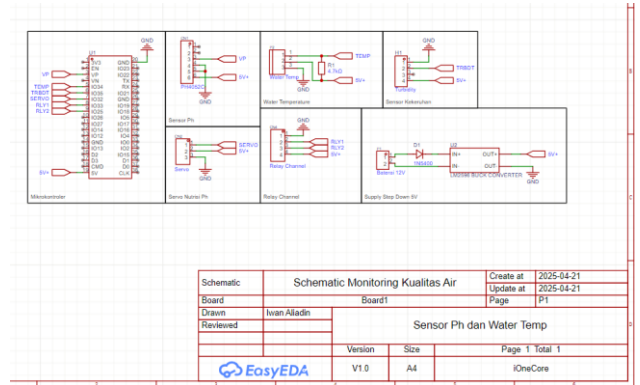 U1
3V3
EN
VP
VN
IO34
IO35
IO32
IO33
IO25
IO26
IO27
IO14
IO12
GND
IO13
D2
D3
CMD
5V
GND
IO23
IO22
TX
RX
IO21
GND
IO19
IO18
IO5
IO17
IO16
IO4
IO0
IO2
IO15
D1
D0
CLK
VP
TEMP
TRBDT
SERVO
RLY1
RLY2
5V+
GND
Mikrokontroler
VP
5V+
PH4052C
GND
Sensor Ph
Water Temp
TEMP
R1
4.7kΩ
5V+
GND
Water Temperature
GND
H1
TRBDT
5V+
Turbidity
Sensor Kekeruhan
SERVO
5V+
Servo
GND
Servo Nutrisi Ph
GND
RLY1
RLY2
5V+
Relay Channel
Relay Channel
Baterai 12V
D1
1N5400
U2
IN+
OUT+
IN-
OUT-
LM2596 BUCK CONVERTER
5V+
GND
Supply Step Down 5V
Schematic
Schematic Monitoring Kualitas Air
Create at
2025-04-21
Update at
2025-04-21
Board
Board1
Page
P1
Drawn
Iwan Aliadin
Reviewed
Sensor Ph dan Water Temp
Version
Size
Page 1 Total 1
EasyEDA
V1.0
A4
iOneCore